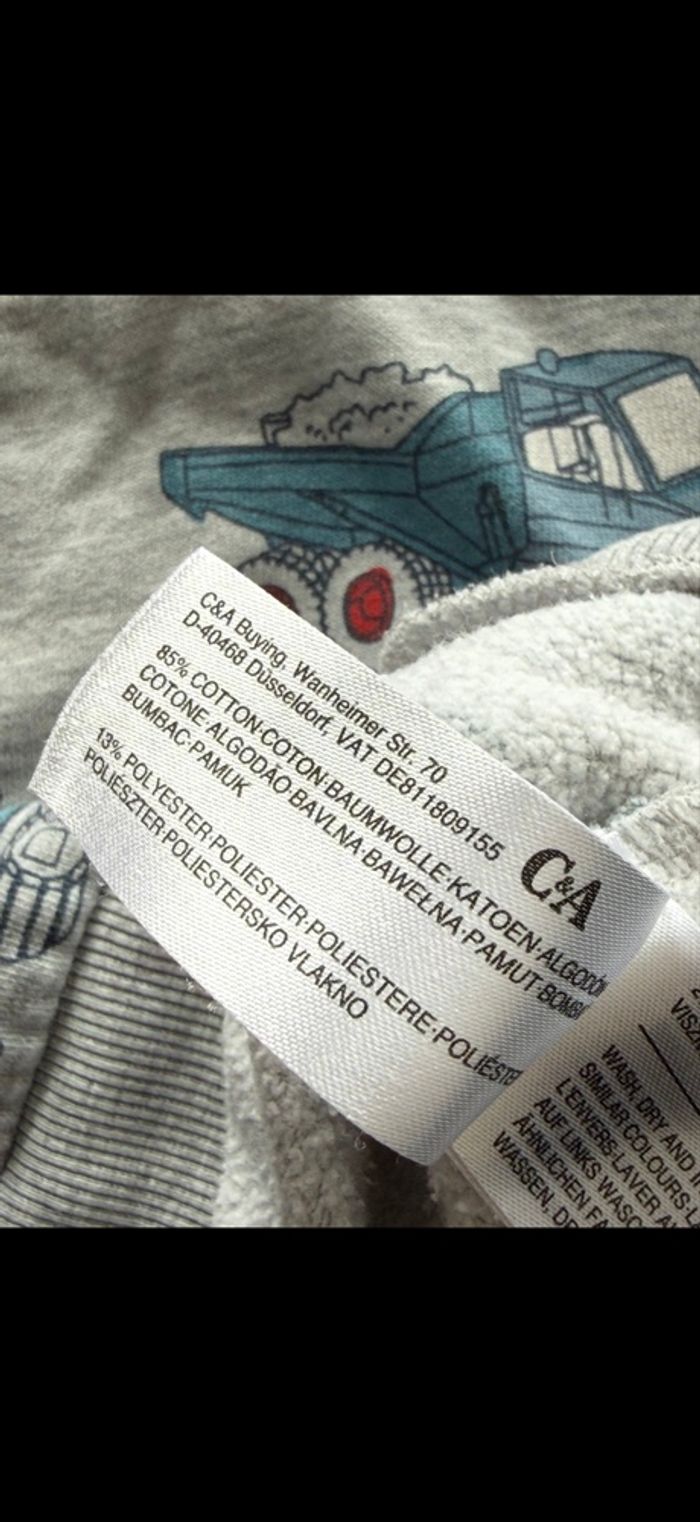 C&A Buying, Wanheimer Str. 70
D-40468 Düsseldorf, VAT DE811809155
C&A
85% COTTON·COTON·BAUMWOLLE·KATOEN·ALGODÓN
COTONE·ALGODÃO·BAVLNA·BAWEŁNA·PAMUT·
BUMBAC·PAMUK
13% POLYESTER·POLIESTER·POLIESTERE·
POLIÉSZTER·POLIESTERSKO VLAKNO
WASH, DRY AND
SIMILAR COLOURS·
L'ENVERS·LAVER
AUF LINKS
ÄHNLICHEN
WASSEN,